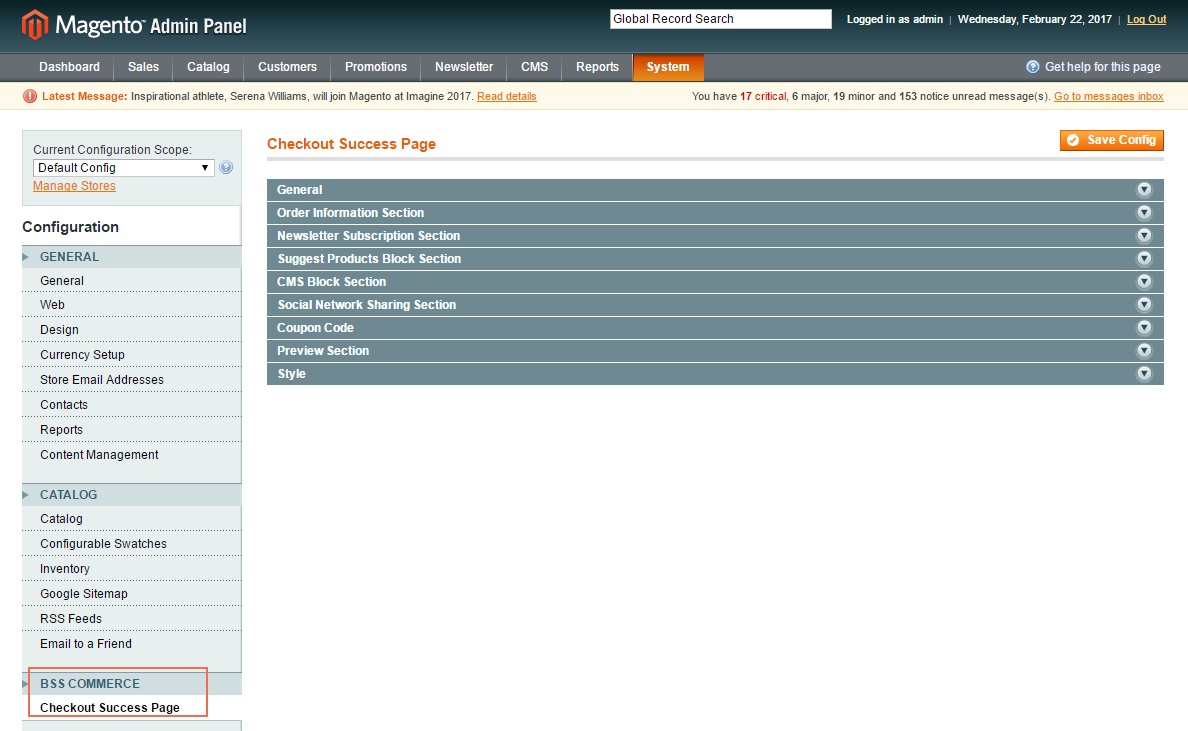 Magento Admin Panel
Global Record Search
Logged in as admin | Wednesday, February 22, 2017 | Log Out
Dashboard Sales Catalog Customers Promotions Newsletter CMS Reports System
Get help for this page
Latest Message: Inspirational athlete, Serena Williams, will join Magento at Imagine 2017. Read details
You have 17 critical, 6 major, 19 minor and 153 notice unread message(s). Go to messages inbox
Current Configuration Scope:
Default Config
Manage Stores
Configuration
GENERAL
General
Web
Design
Currency Setup
Store Email Addresses
Contacts
Reports
Content Management
CATALOG
Catalog
Configurable Swatches
Inventory
Google Sitemap
RSS Feeds
Email to a Friend
BSS COMMERCE
Checkout Success Page
Checkout Success Page
Save Config
General
Order Information Section
Newsletter Subscription Section
Suggest Products Block Section
CMS Block Section
Social Network Sharing Section
Coupon Code
Preview Section
Style